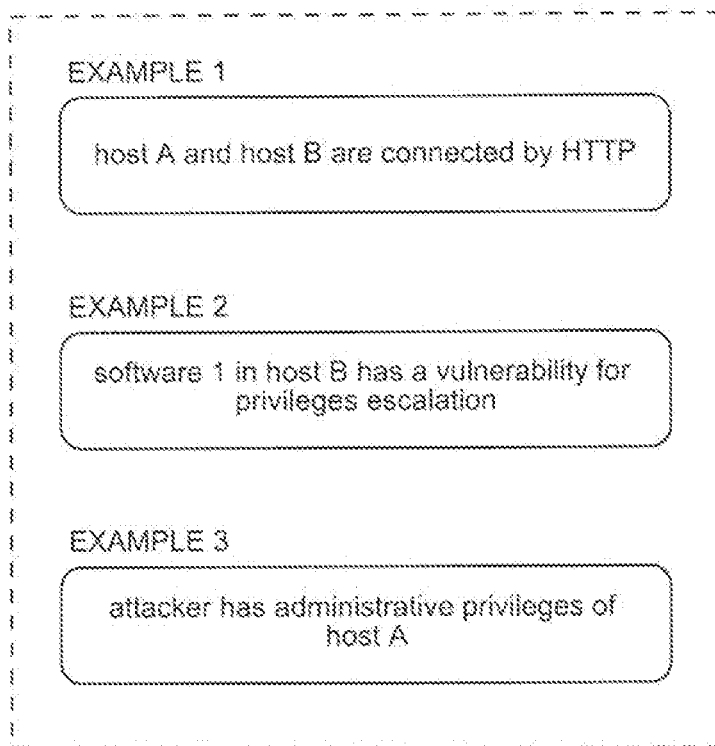 EXAMPLE 1
host A and host B are connected by HTTP
EXAMPLE 2
software 1 in host B has a vulnerability for
privileges escalation
EXAMPLE 3
attacker has administrative privileges of
host A